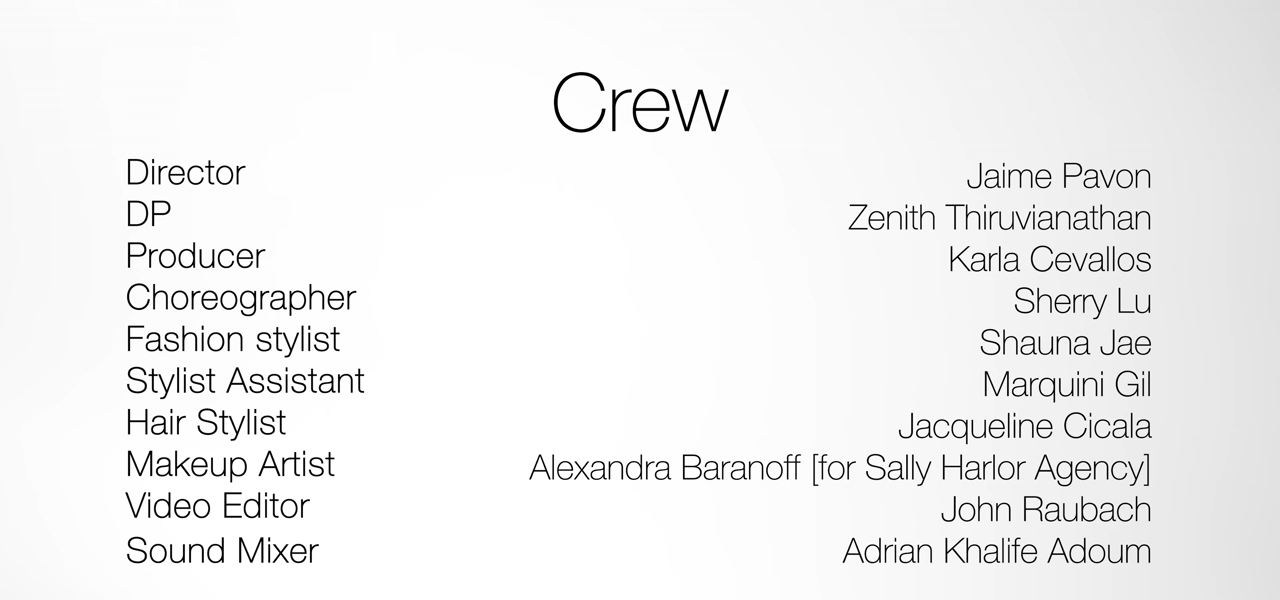 Crew
Director Jaime Pavon
DP Zenith Thiruvianathan
Producer Karla Cevallos
Choreographer Sherry Lu
Fashion stylist Shauna Jae
Stylist Assistant Marquini Gil
Hair Stylist Jacqueline Cicala
Makeup Artist Alexandra Baranoff [for Sally Harlor Agency]
Video Editor John Raubach
Sound Mixer Adrian Khalife Adoum